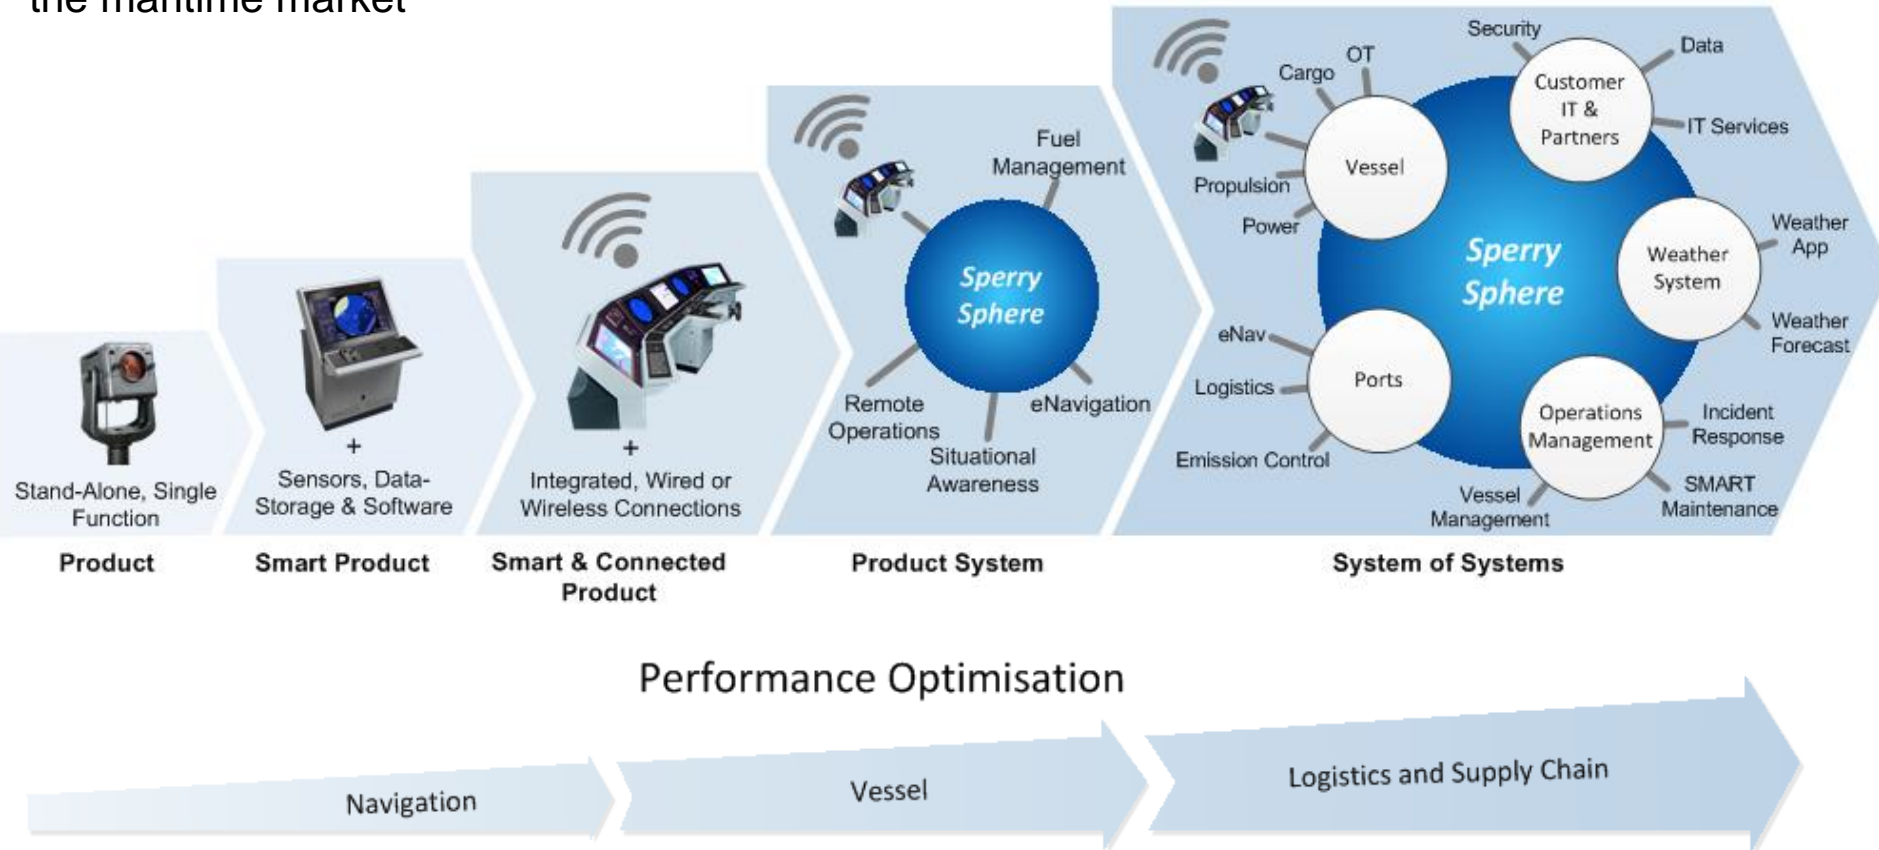 the maritime market
Stand-Alone, Single
Function
Product
+
Sensors, Data-
Storage & Software
Smart Product
+
Integrated, Wired or
Wireless Connections
Smart & Connected
Product
Fuel
Management
Sperry
Sphere
Remote
Operations
Situational
Awareness
eNavigation
Product System
OT
Cargo
Propulsion
Power
Vessel
Security
Data
IT Services
Customer
IT &
Partners
Sperry
Sphere
Weather
System
Weather
App
Weather
Forecast
eNav
Logistics
Emission Control
Ports
Operations
Management
Incident
Response
SMART
Maintenance
Vessel
Management
System of Systems
Performance Optimisation
Navigation
Vessel
Logistics and Supply Chain